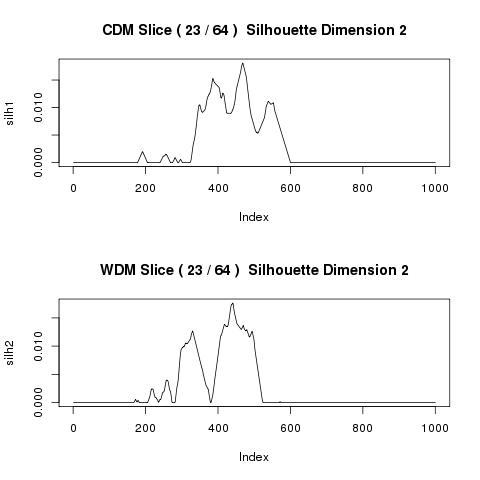 CDM Slice ( 23 / 64 )  Silhouette Dimension 2
silh1
0.010
0.000
0 200 400 600 800 1000
Index
WDM Slice ( 23 / 64 )  Silhouette Dimension 2
silh2
0.010
0.000
0 200 400 600 800 1000
Index